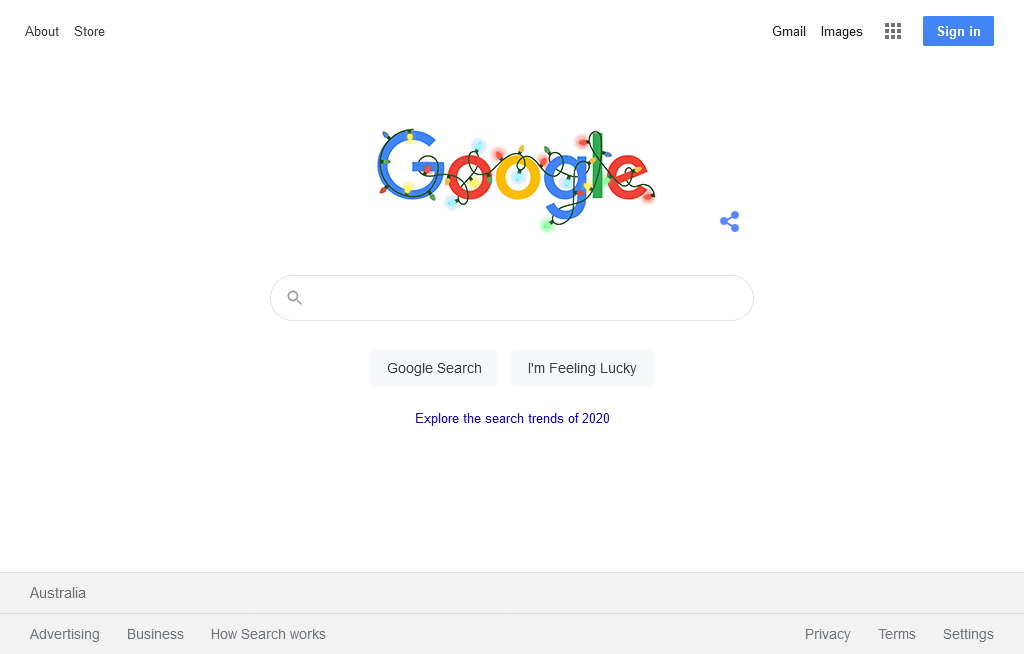 About Store Gmail Images Sign in
Google
Google Search I'm Feeling Lucky
Explore the search trends of 2020
Australia
Advertising Business How Search works Privacy Terms Settings